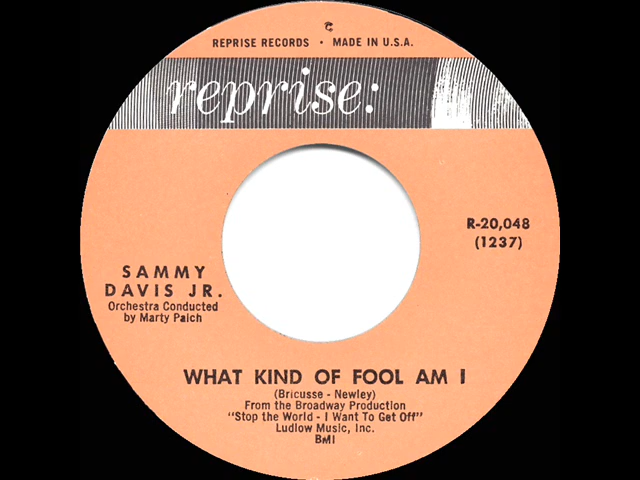 REPRISE RECORDS • MADE IN U.S.A.
reprise:
R-20,048
(1237)
SAMMY
DAVIS JR.
Orchestra Conducted
by Marty Paich
WHAT KIND OF FOOL AM I
(Bricusse - Newley)
From the Broadway Production
"Stop the World - I Want To Get Off"
Ludlow Music, Inc.
BMI